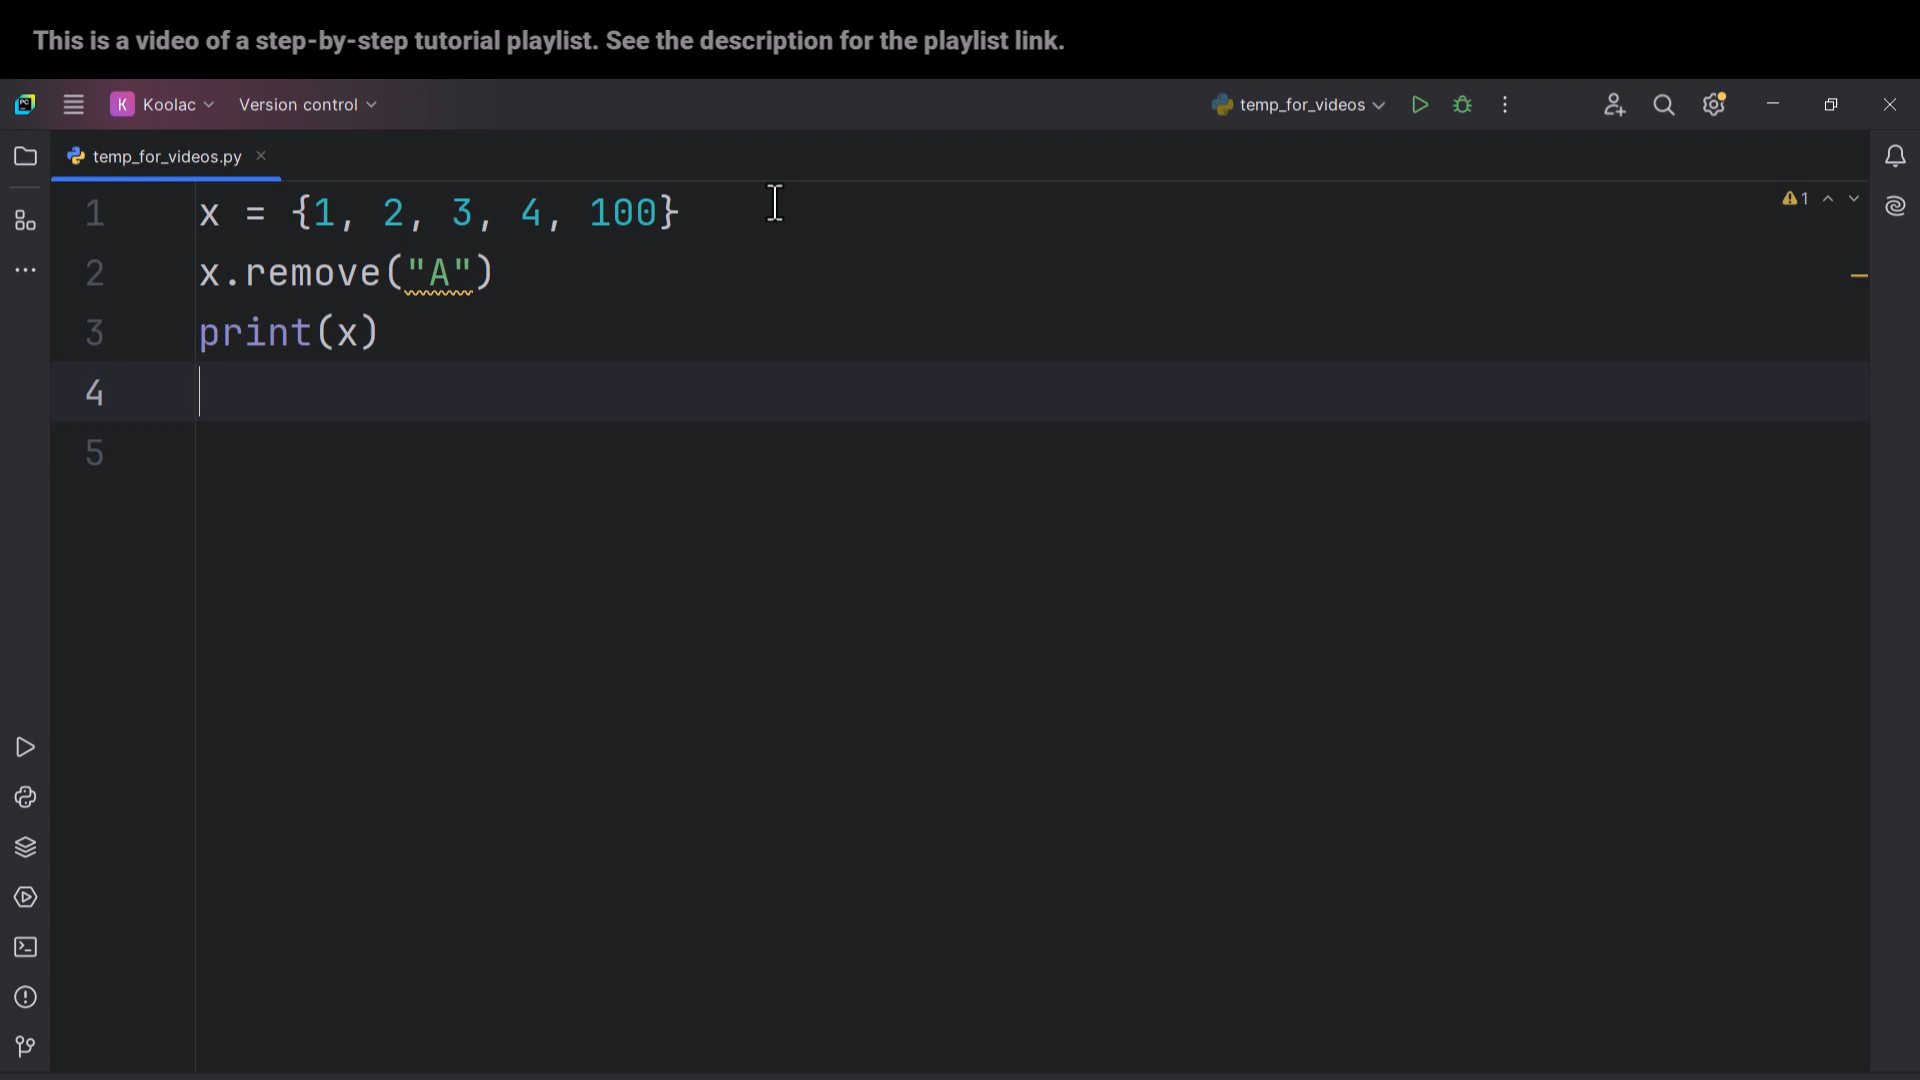 This is a video of a step-by-step tutorial playlist. See the description for the playlist link.
K Koolac Version control temp_for_videos
temp_for_videos.py
1 x = {1, 2, 3, 4, 100}
2 x.remove("A")
3 print(x)
4
5
1